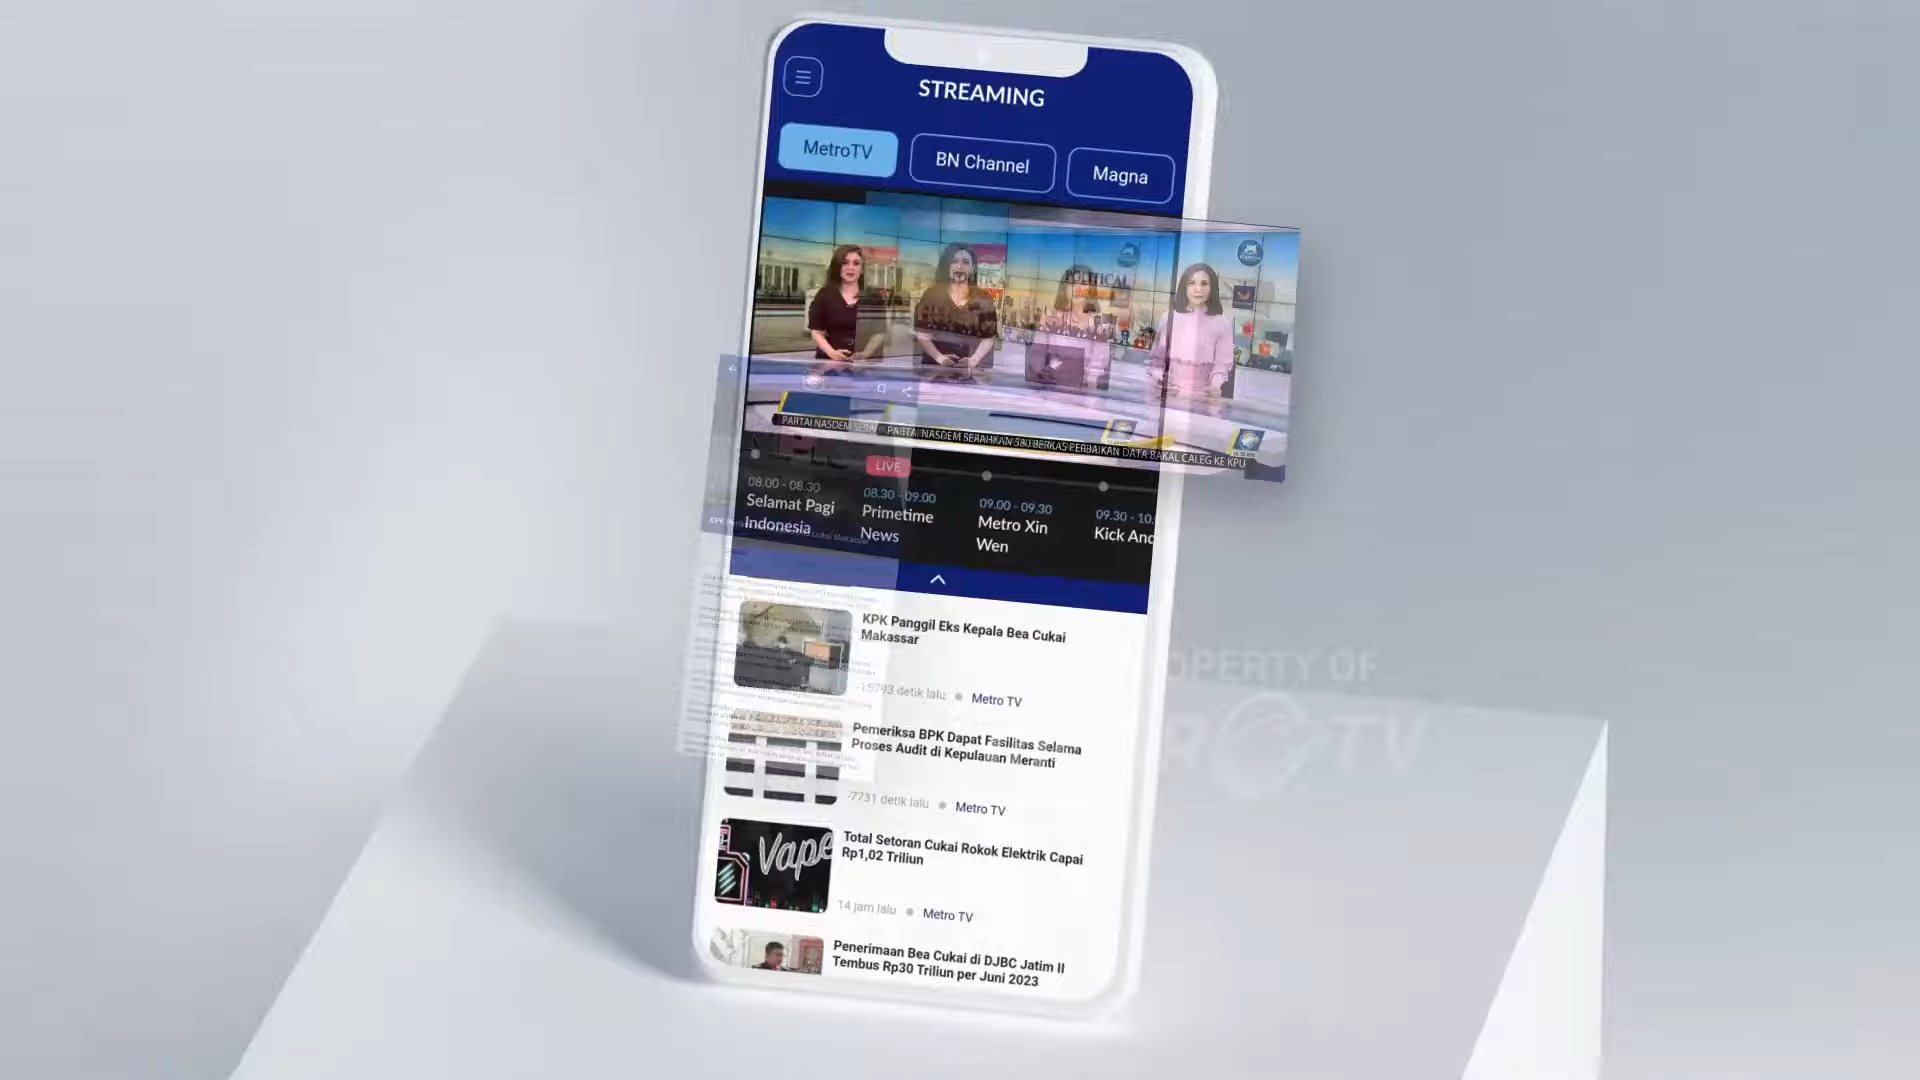 STREAMING
MetroTV
BN Channel
Magna
POLITICAL
PARTAI NASDEM SERAHKAN 580 BERKAS PERBAIKAN DATA BAKAL CALEG KE KPU
LIVE
08.00 - 08.30
Selamat Pagi
Indonesia
08.30 - 09.00
Primetime
News
09.00 - 09.30
Metro Xin
Wen
09.30 - 10.
Kick And
KPK Panggil Eks Kepala Bea Cukai
Makassar
-15793 detik lalu
Metro TV
Pemeriksa BPK Dapat Fasilitas Selama
Proses Audit di Kepulauan Meranti
-7731 detik lalu
Metro TV
Vape
Total Setoran Cukai Rokok Elektrik Capai
Rp1,02 Triliun
14 jam lalu
Metro TV
Penerimaan Bea Cukai di DJBC Jatim II
Tembus Rp30 Triliun per Juni 2023
OPERTY OF
R TV